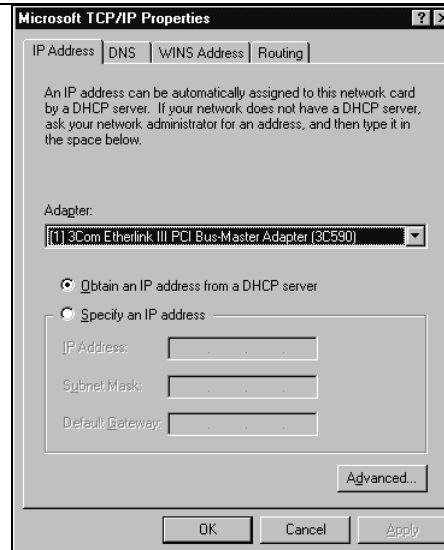 Microsoft TCP/IP Properties
IP Address DNS WINS Address Routing
An IP address can be automatically assigned to this network card
by a DHCP server. If your network does not have a DHCP server,
ask your network administrator for an address, and then type it in
the space below.
Adapter:
[1] 3Com Etherlink III PCI Bus-Master Adapter (3C590)
Obtain an IP address from a DHCP server
Specify an IP address
IP Address:
Subnet Mask:
Default Gateway:
Advanced...
OK Cancel Apply